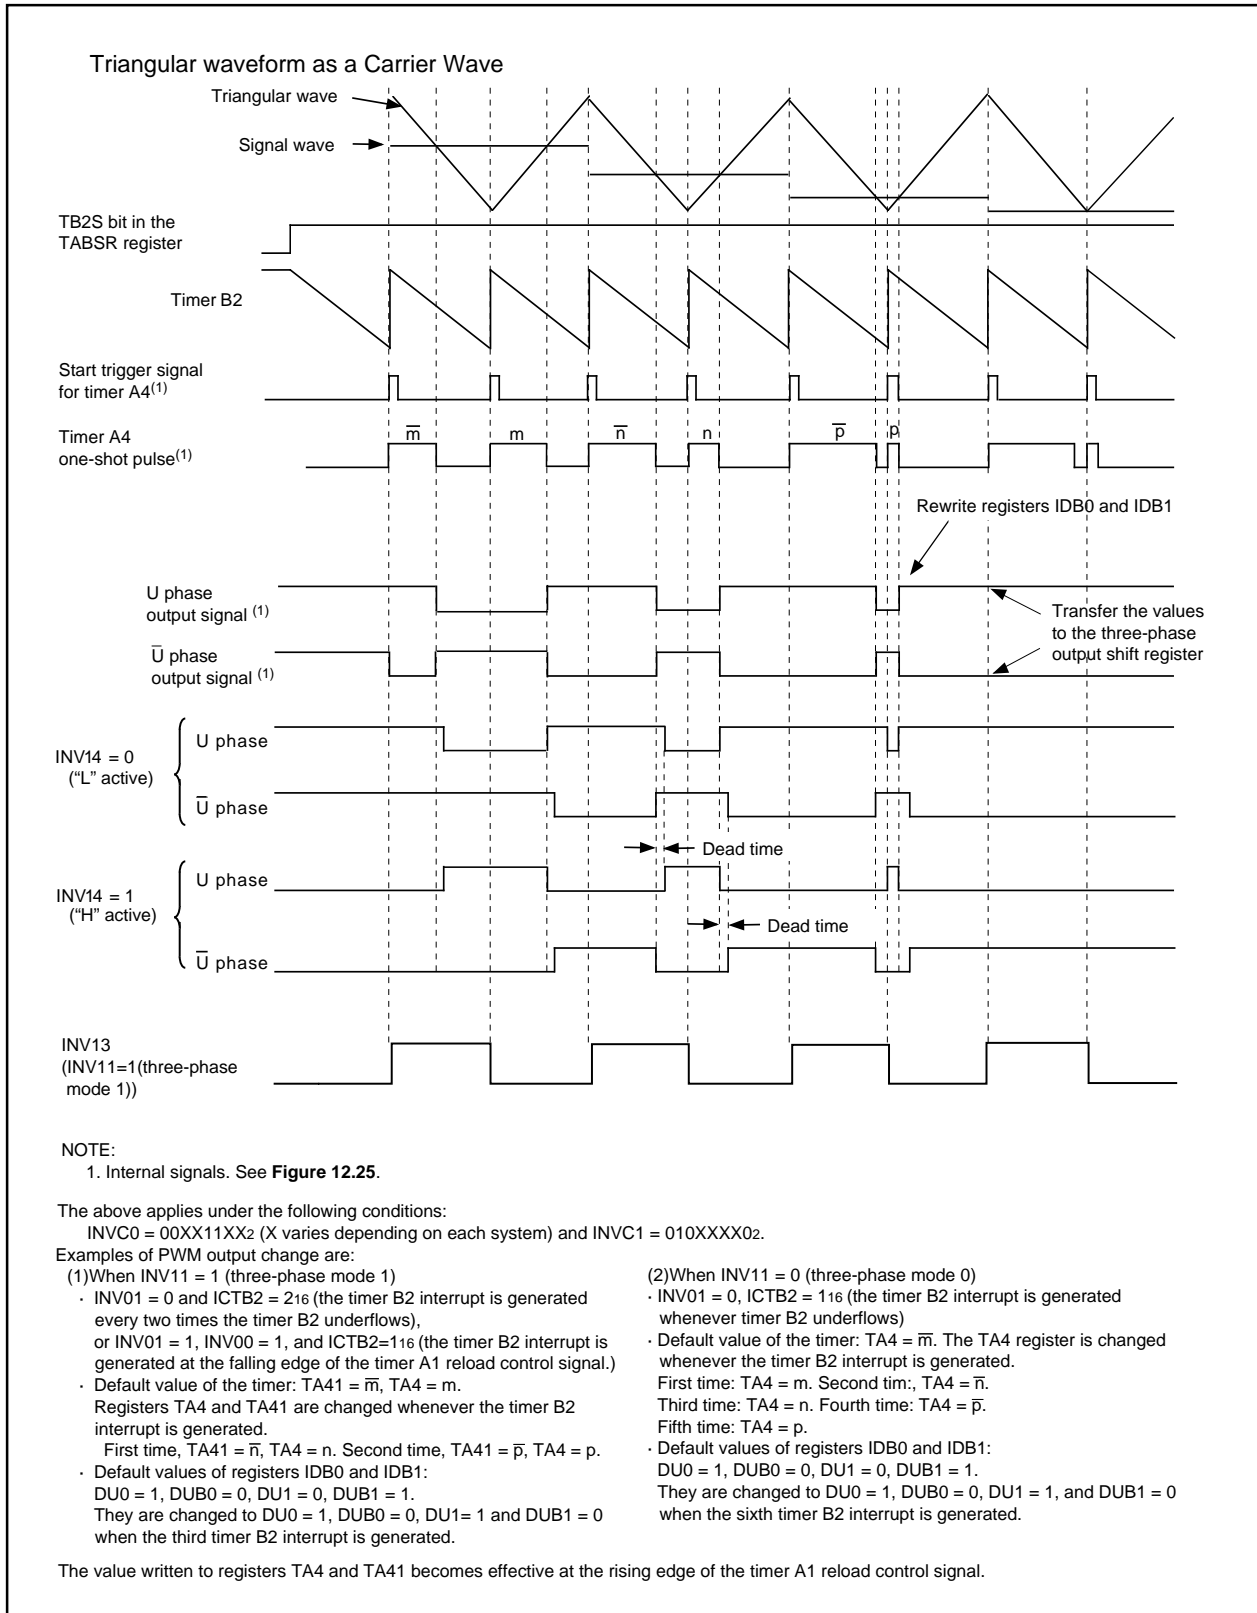 Triangular waveform as a Carrier Wave
Triangular wave
Signal wave
TB2S bit in the
TABSR register
Timer B2
Start trigger signal
for timer A4(1)
Timer A4
one-shot pulse(1)
m̅
m
n̅
n
p̅
p
Rewrite registers IDB0 and IDB1
U phase
output signal (1)
Transfer the values
to the three-phase
output shift register
U̅ phase
output signal (1)
INV14 = 0
(“L” active)
U phase
U̅ phase
Dead time
INV14 = 1
(“H” active)
U phase
Dead time
U̅ phase
INV13
(INV11=1(three-phase
mode 1))
NOTE:
1. Internal signals. See Figure 12.25.
The above applies under the following conditions:
INVC0 = 00XX11XX2 (X varies depending on each system) and INVC1 = 010XXXX02.
Examples of PWM output change are:
(1)When INV11 = 1 (three-phase mode 1)
· INV01 = 0 and ICTB2 = 216 (the timer B2 interrupt is generated
every two times the timer B2 underflows),
or INV01 = 1, INV00 = 1, and ICTB2=116 (the timer B2 interrupt is
generated at the falling edge of the timer A1 reload control signal.)
· Default value of the timer: TA41 = m̅, TA4 = m.
Registers TA4 and TA41 are changed whenever the timer B2
interrupt is generated.
First time, TA41 = n̅, TA4 = n. Second time, TA41 = p̅, TA4 = p.
· Default values of registers IDB0 and IDB1:
DU0 = 1, DUB0 = 0, DU1 = 0, DUB1 = 1.
They are changed to DU0 = 1, DUB0 = 0, DU1= 1 and DUB1 = 0
when the third timer B2 interrupt is generated.
(2)When INV11 = 0 (three-phase mode 0)
· INV01 = 0, ICTB2 = 116 (the timer B2 interrupt is generated
whenever timer B2 underflows)
· Default value of the timer: TA4 = m̅. The TA4 register is changed
whenever the timer B2 interrupt is generated.
First time: TA4 = m. Second tim:, TA4 = n̅.
Third time: TA4 = n. Fourth time: TA4 = p̅.
Fifth time: TA4 = p.
· Default values of registers IDB0 and IDB1:
DU0 = 1, DUB0 = 0, DU1 = 0, DUB1 = 1.
They are changed to DU0 = 1, DUB0 = 0, DU1 = 1, and DUB1 = 0
when the sixth timer B2 interrupt is generated.
The value written to registers TA4 and TA41 becomes effective at the rising edge of the timer A1 reload control signal.